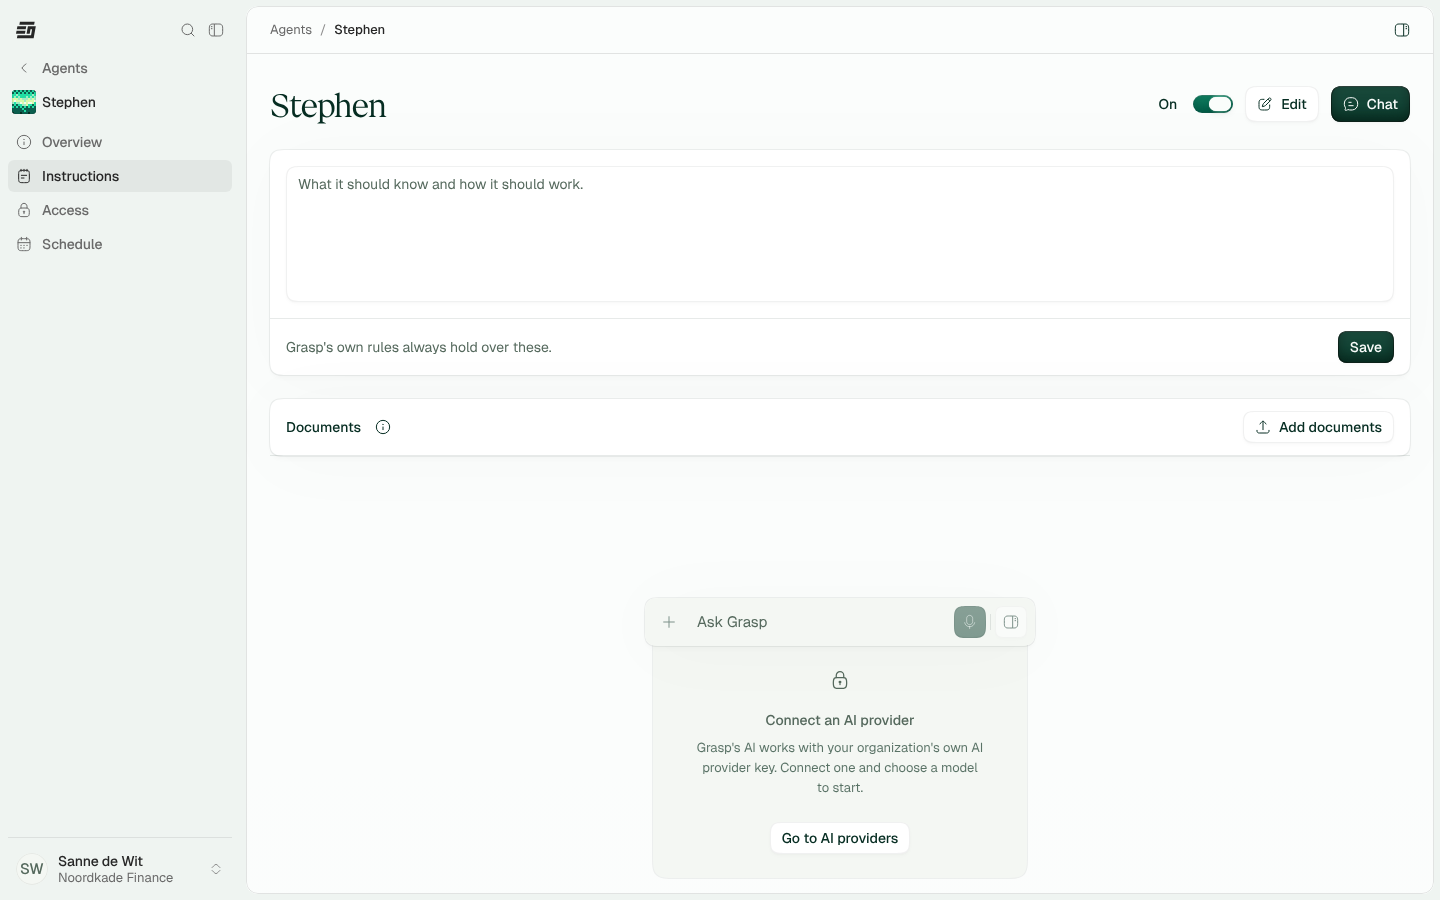 Agents
Stephen
Overview
Instructions
Access
Schedule
Sanne de Wit
SW
Noordkade Finance
Agents / Stephen
Stephen
On
Edit
Chat
What it should know and how it should work.
Grasp's own rules always hold over these.
Save
Documents
Add documents
Ask Grasp
Connect an AI provider
Grasp's AI works with your organization's own AI
provider key. Connect one and choose a model
to start.
Go to AI providers